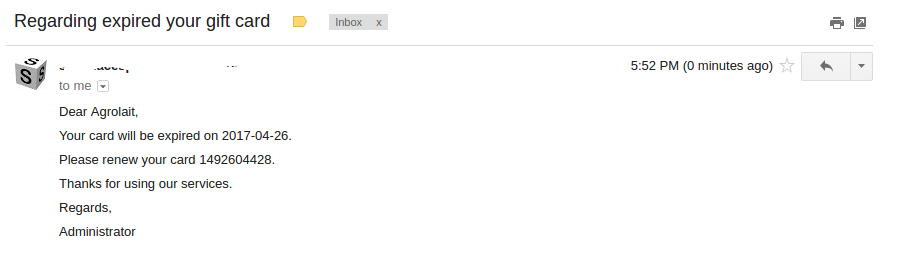 Regarding expired your gift card
Inbox x
5:52 PM (0 minutes ago)
to me
Dear Agrolait,
Your card will be expired on 2017-04-26.
Please renew your card 1492604428.
Thanks for using our services.
Regards,
Administrator